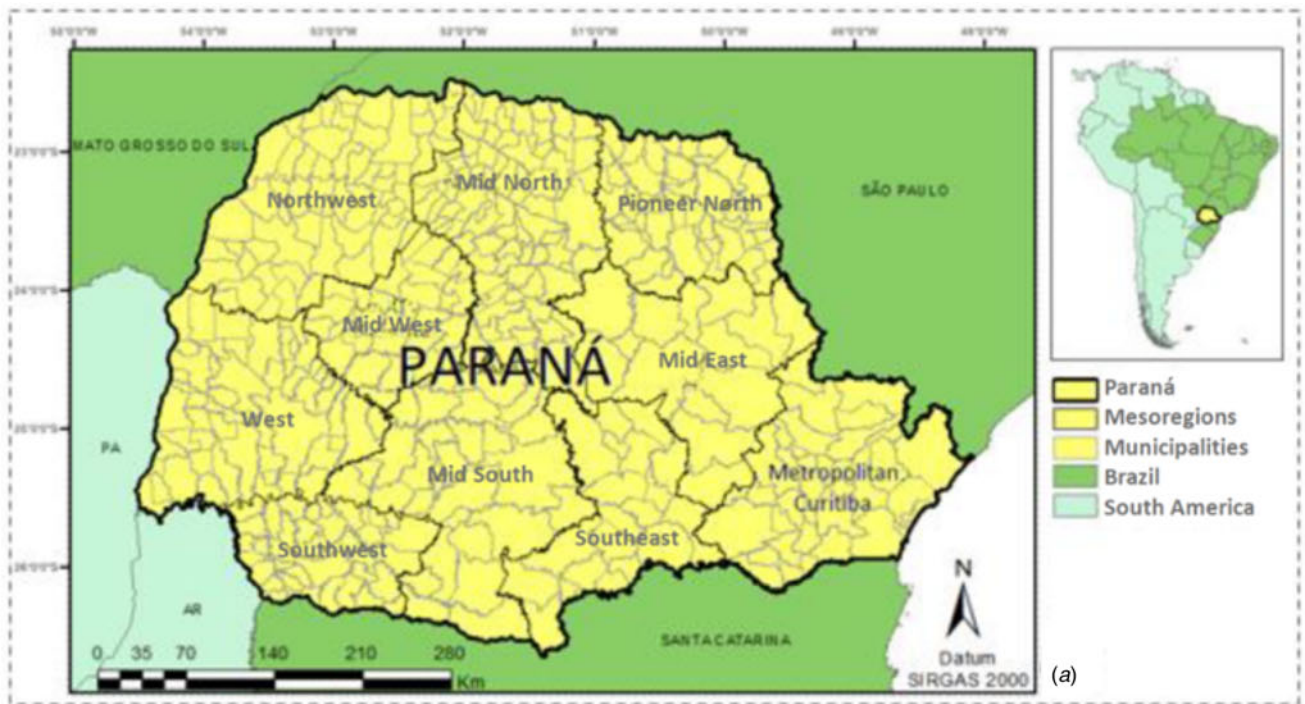 MATO GROSSO DO SUL
SÃO PAULO
Northwest
Mid North
Pioneer North
Mid West
PARANÁ
Mid East
West
PA
Mid South
Metropolitan
Curitiba
Southwest
Southeast
AR
SANTA CATARINA
0 35 70 140 210 280
Km
N
Datum
SIRGAS 2000
Paraná
Mesoregions
Municipalities
Brazil
South America
(a)